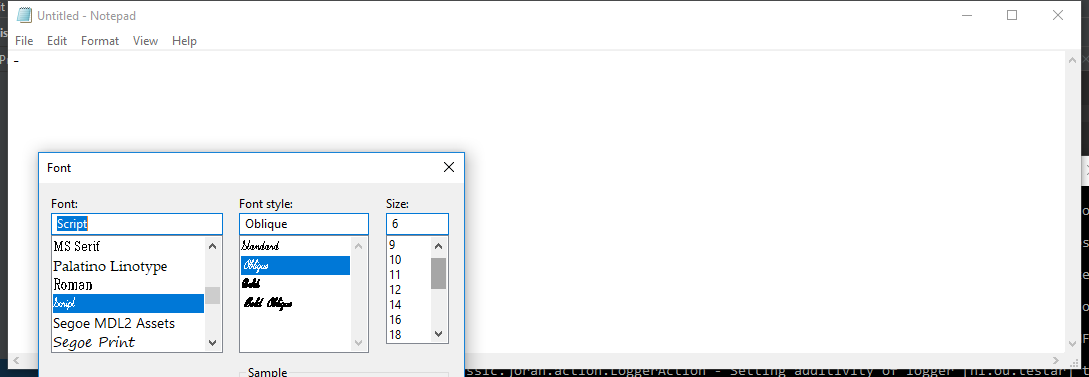 Untitled - Notepad
File Edit Format View Help
-
Font
Font: Font style: Size:
Script Oblique 6
MS Serif
Palatino Linotype
Roman
Script
Segoe MDL2 Assets
Segoe Print
Standard
Oblique
Bold
Bold Oblique
9
10
11
12
14
16
18
Sample
ssic.joran.action.LoggerAction - Setting additivity of logger [nl.ou.testar]